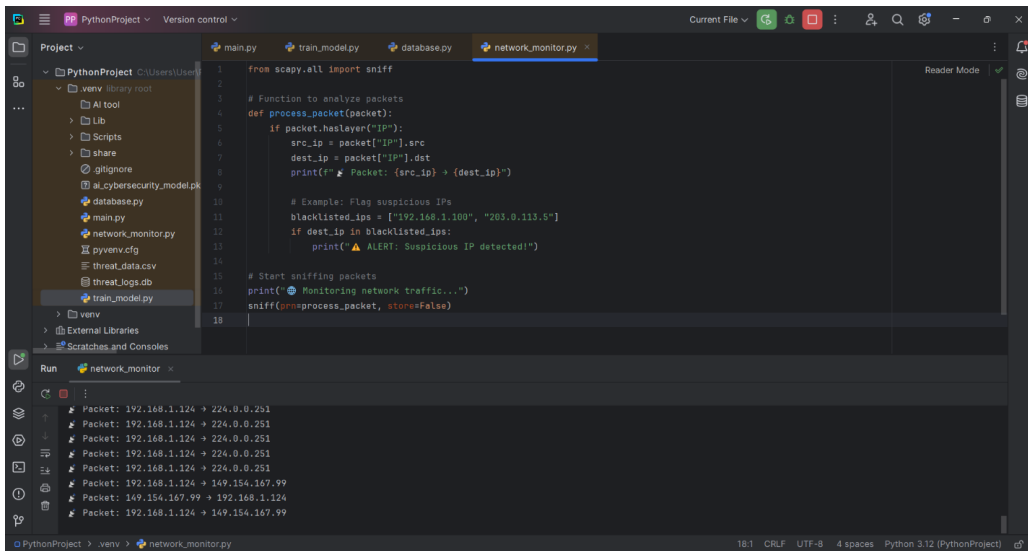 PP PythonProject Version control Current File
Project
main.py train_model.py database.py network_monitor.py
PythonProject C:\Users\User\
.venv library root
AI tool
Lib
Scripts
share
.gitignore
ai_cybersecurity_model.pk
database.py
main.py
network_monitor.py
pyvenv.cfg
threat_data.csv
threat_logs.db
train_model.py
venv
External Libraries
Scratches and Consoles
Reader Mode
1 from scapy.all import sniff
2
3 # Function to analyze packets
4 def process_packet(packet):
5 if packet.haslayer("IP"):
6 src_ip = packet["IP"].src
7 dest_ip = packet["IP"].dst
8 print(f"📡 Packet: {src_ip} → {dest_ip}")
9
10 # Example: Flag suspicious IPs
11 blacklisted_ips = ["192.168.1.100", "203.0.113.5"]
12 if dest_ip in blacklisted_ips:
13 print("⚠️ ALERT: Suspicious IP detected!")
14
15 # Start sniffing packets
16 print("🌐 Monitoring network traffic...")
17 sniff(prn=process_packet, store=False)
18
Run network_monitor
📡 Packet: 192.168.1.124 → 224.0.0.251
📡 Packet: 192.168.1.124 → 224.0.0.251
📡 Packet: 192.168.1.124 → 224.0.0.251
📡 Packet: 192.168.1.124 → 224.0.0.251
📡 Packet: 192.168.1.124 → 224.0.0.251
📡 Packet: 192.168.1.124 → 149.154.167.99
📡 Packet: 149.154.167.99 → 192.168.1.124
📡 Packet: 192.168.1.124 → 149.154.167.99
PythonProject > .venv > network_monitor.py 18:1 CRLF UTF-8 4 spaces Python 3.12 (PythonProject)